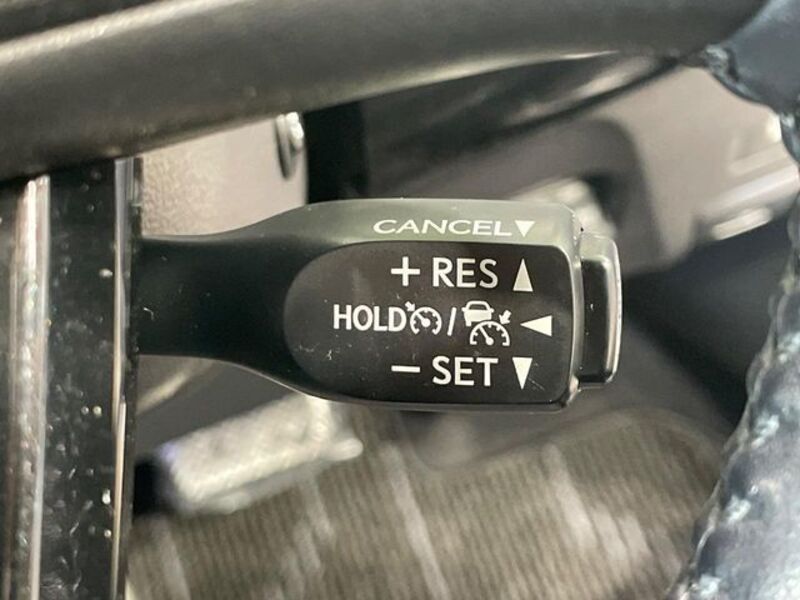 CANCEL▼
+ RES ▲
HOLD / ◀
− SET ▼